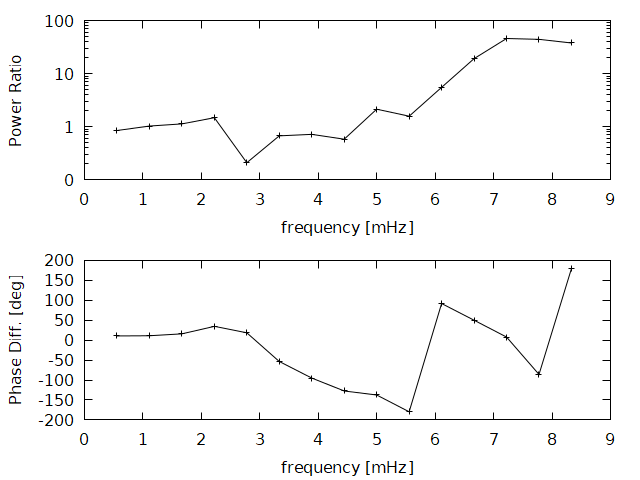 100
10
1
0
Power Ratio
0 1 2 3 4 5 6 7 8 9
frequency [mHz]
200
150
100
50
0
-50
-100
-150
-200
Phase Diff. [deg]
0 1 2 3 4 5 6 7 8 9
frequency [mHz]